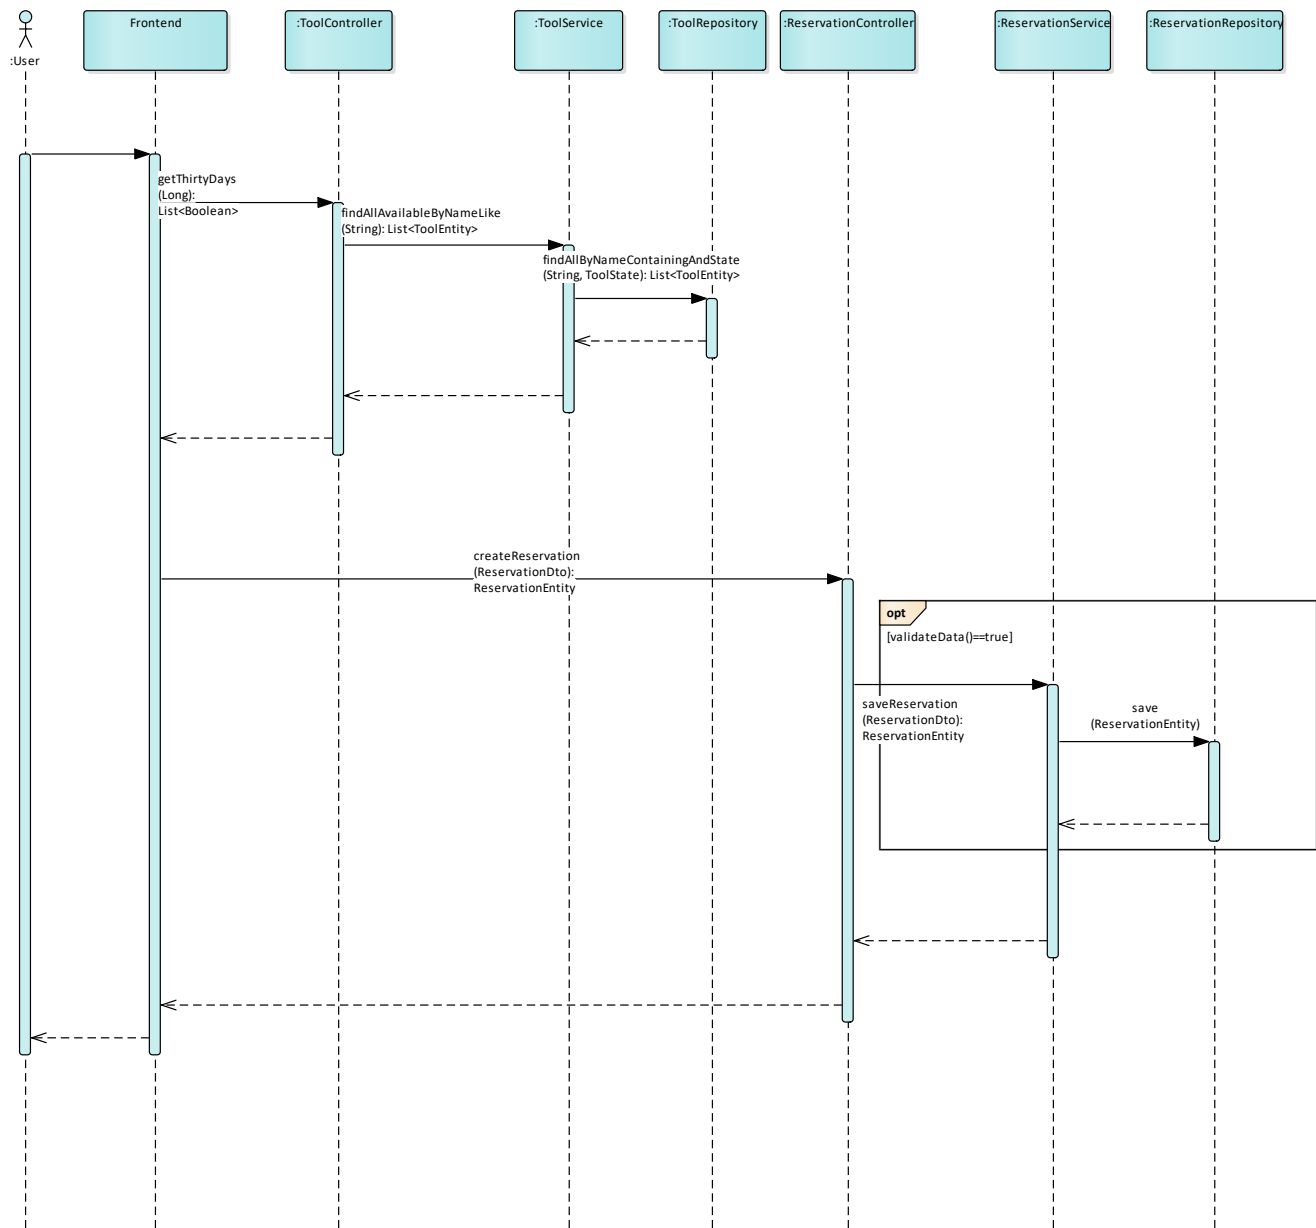 :User
Frontend
:ToolController
:ToolService
:ToolRepository
:ReservationController
:ReservationService
:ReservationRepository
getThirtyDays
(Long):
List<Boolean>
findAllAvailableByNameLike
(String): List<ToolEntity>
findAllByNameContainingAndState
(String, ToolState): List<ToolEntity>
createReservation
(ReservationDto):
ReservationEntity
opt
[validateData()==true]
saveReservation
(ReservationDto):
ReservationEntity
save
(ReservationEntity)